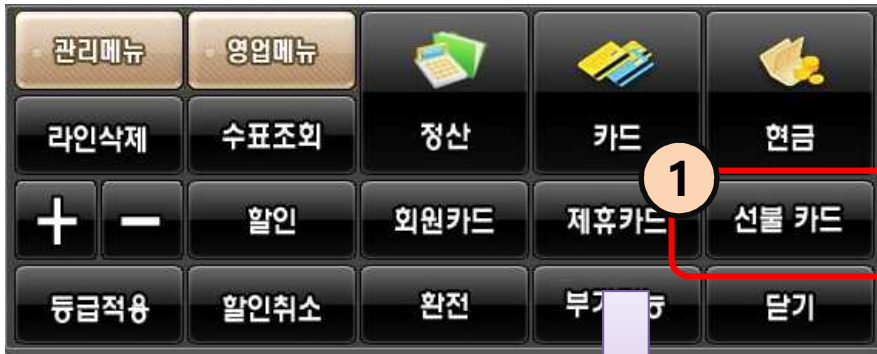 관리메뉴 영업메뉴
라인삭제 수표조회 정산 카드 현금
1
+ − 할인 회원카드 제휴카드 선불 카드
등급적용 할인취소 환전 닫기